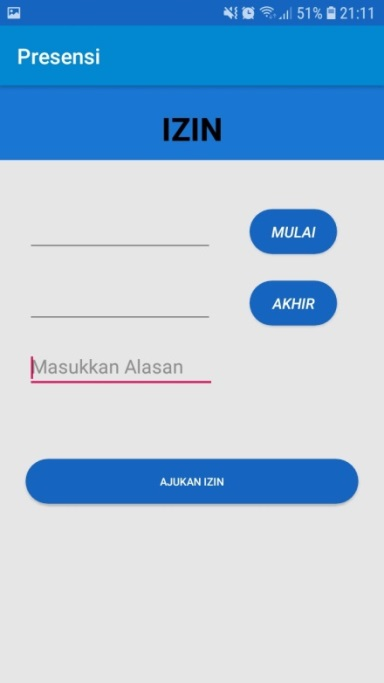 51% 21:11
Presensi
IZIN
MULAI
AKHIR
Masukkan Alasan
AJUKAN IZIN